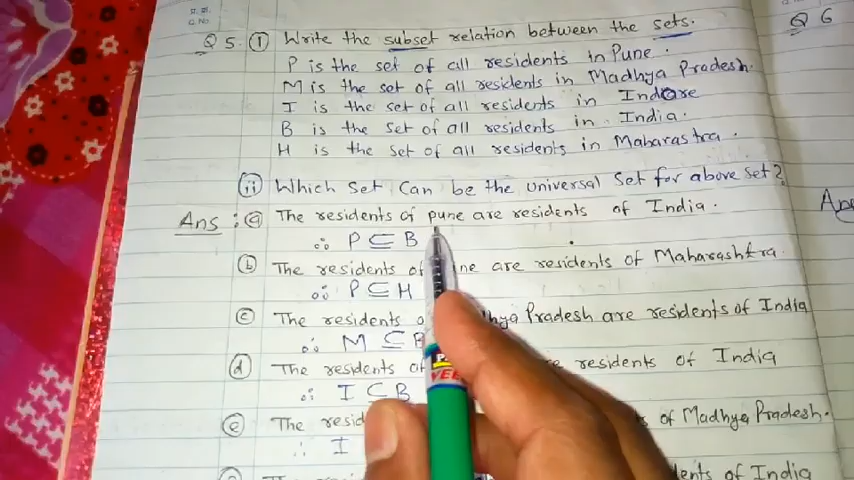 Q 5. (i) Write the subset relation between the sets.
P is the set of all residents in Pune.
M is the set of all residents in Madhya Pradesh.
I is the set of all residents in Indore
B is the set of all residents in India.
H is the set of all residents in Maharastra.
(ii) Which Set Can be the universal Set for above set?
Ans : (a) The residents of pune are residents of India.
∴ P ⊆ B
(b) The residents of are residents of Maharashtra.
∴ P ⊆ H
(c) The residents Pradesh are residents of India
∴ M ⊆ B
(d) The residents of residents of India
∴ I ⊆ B
(e) The of Madhya Pradesh.
∴ I
of India
Q 6